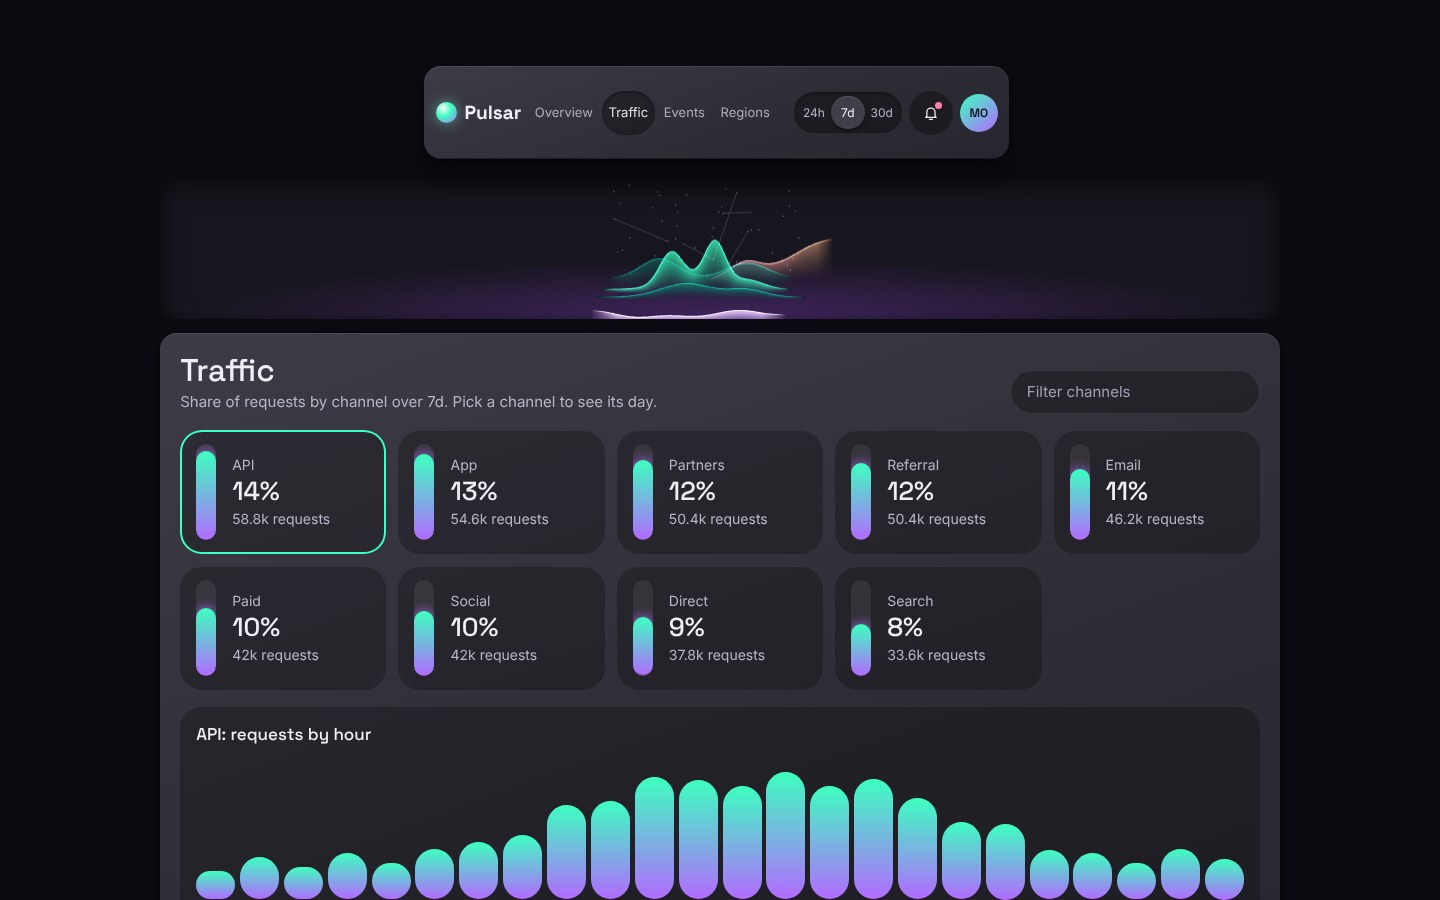 Pulsar Overview Traffic Events Regions 24h 7d 30d MO
Traffic
Share of requests by channel over 7d. Pick a channel to see its day.
Filter channels
API
14%
58.8k requests
App
13%
54.6k requests
Partners
12%
50.4k requests
Referral
12%
50.4k requests
Email
11%
46.2k requests
Paid
10%
42k requests
Social
10%
42k requests
Direct
9%
37.8k requests
Search
8%
33.6k requests
API: requests by hour